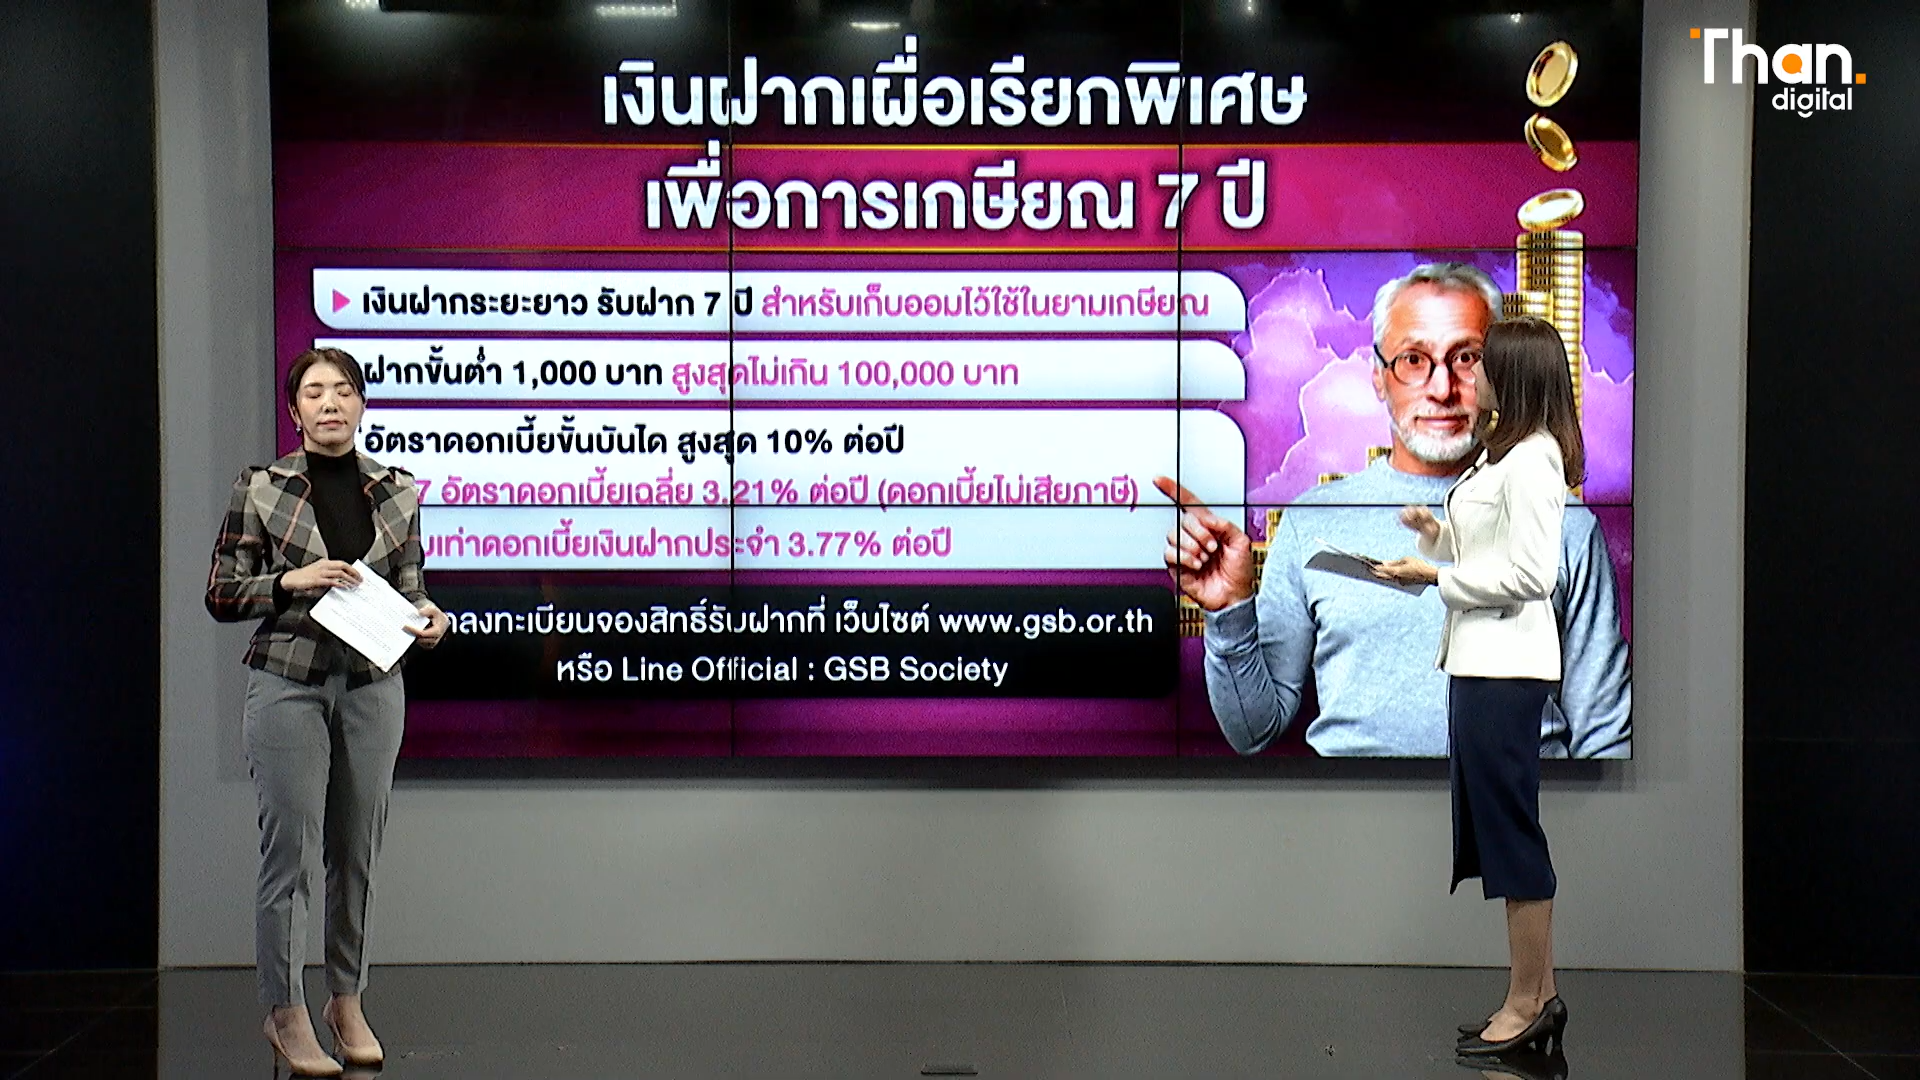 Than.
digital
เงินฝากเผื่อเรียกพิเศษ
เพื่อการเกษียณ 7 ปี
เงินฝากระยะยาว รับฝาก 7 ปี สำหรับเก็บออมไว้ใช้ในยามเกษียณ
ฝากขั้นต่ำ 1,000 บาท สูงสุดไม่เกิน 100,000 บาท
อัตราดอกเบี้ยขั้นบันได สูงสุด 10% ต่อปี
7 อัตราดอกเบี้ยเฉลี่ย 3.21% ต่อปี (ดอกเบี้ยไม่เสียภาษี)
เท่าดอกเบี้ยเงินฝากประจำ 3.77% ต่อปี
ลงทะเบียนจองสิทธิ์รับฝากที่ เว็บไซต์ www.gsb.or.th
หรือ Line Official : GSB Society